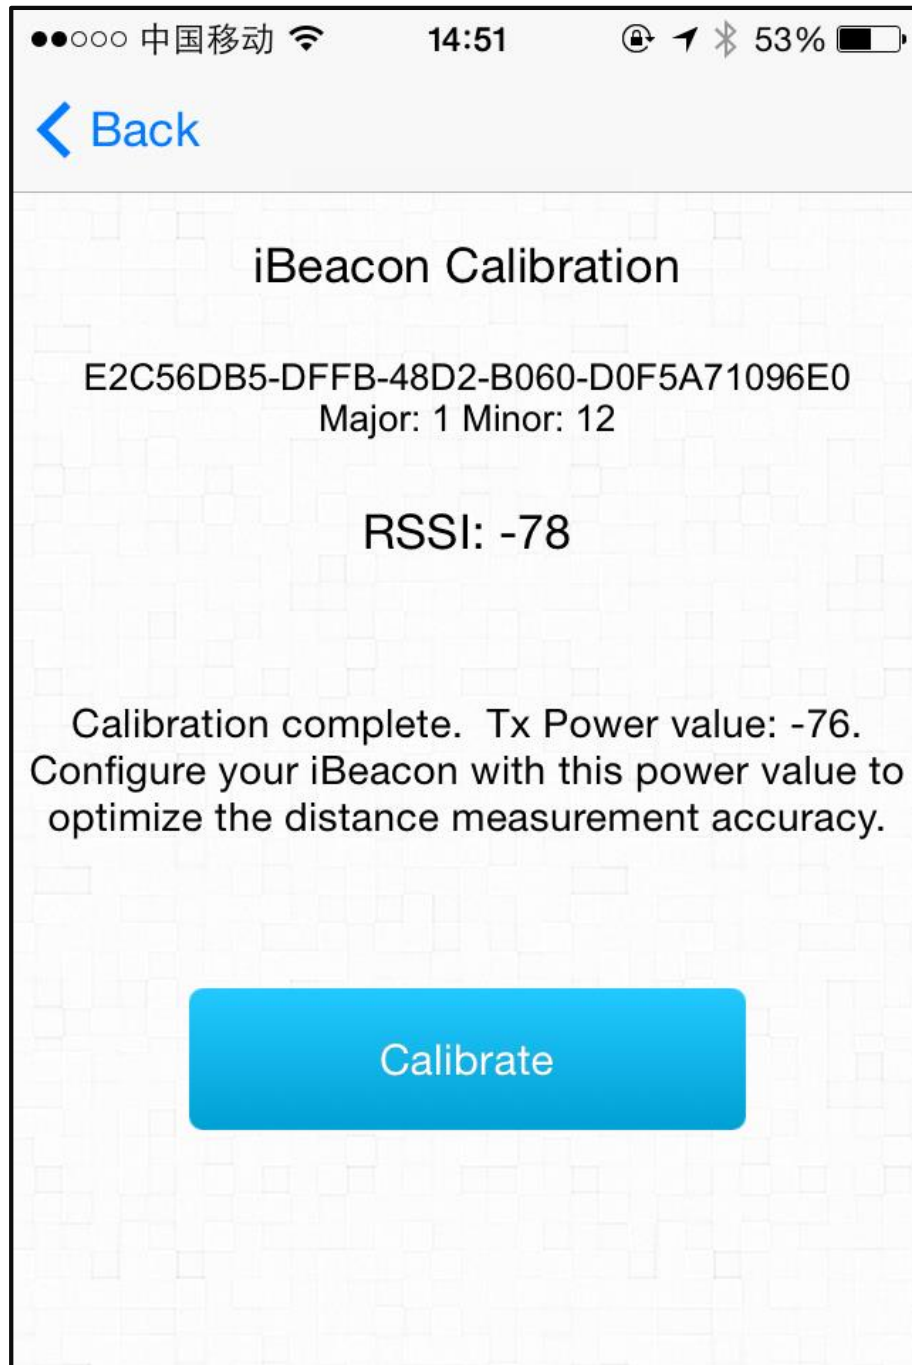 中国移动 14:51 53%
Back
iBeacon Calibration
E2C56DB5-DFFB-48D2-B060-D0F5A71096E0
Major: 1 Minor: 12
RSSI: -78
Calibration complete.  Tx Power value: -76.
Configure your iBeacon with this power value to
optimize the distance measurement accuracy.
Calibrate